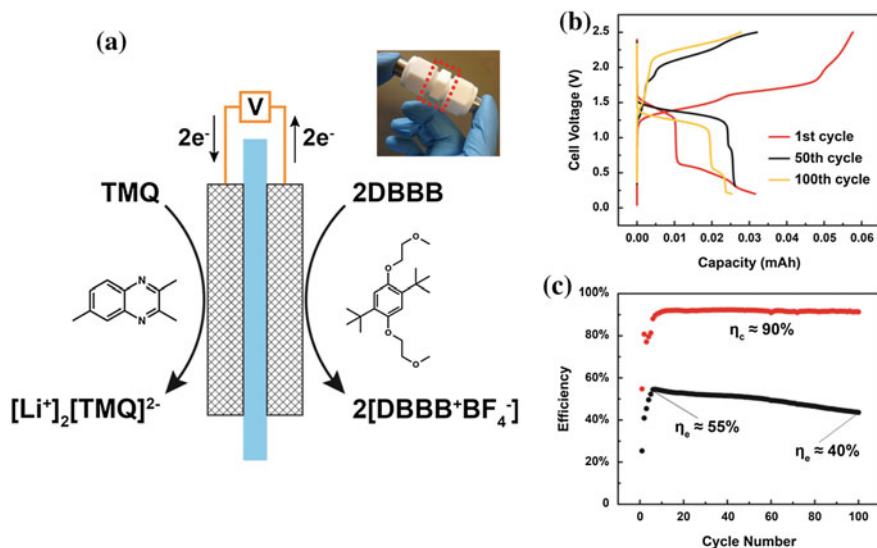 (a)
V
2e⁻
2e⁻
TMQ
2DBBB
N
N
O
O
O
O
[Li⁺]₂[TMQ]²⁻
2[DBBB⁺BF₄⁻]
(b)
Cell Voltage (V)
2.5
2.0
1.5
1.0
0.5
0.0
1st cycle
50th cycle
100th cycle
0.00 0.01 0.02 0.03 0.04 0.05 0.06
Capacity (mAh)
(c)
Efficiency
100%
80%
60%
40%
20%
η꜀ ≈ 90%
ηₑ ≈ 55%
ηₑ ≈ 40%
0 20 40 60 80 100
Cycle Number